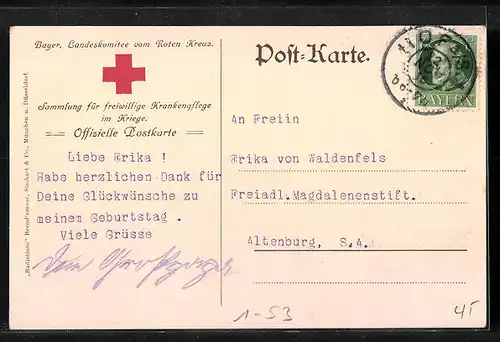 Bayer. Landeskomitee vom Roten Kreuz.
Sammlung für freiwillige Krankenpflege
im Kriege.
Offizielle Postkarte
Liebe Erika !
Habe herzlichen Dank für
Deine Glückwünsche zu
meinem Geburtstag .
Viele Grüsse
Dein
Post-Karte.
BAYERN
An Freiin
Erika von Waldenfels
Freiadl.Magdalenenstift.
Altenburg, S.A.
1-53
45